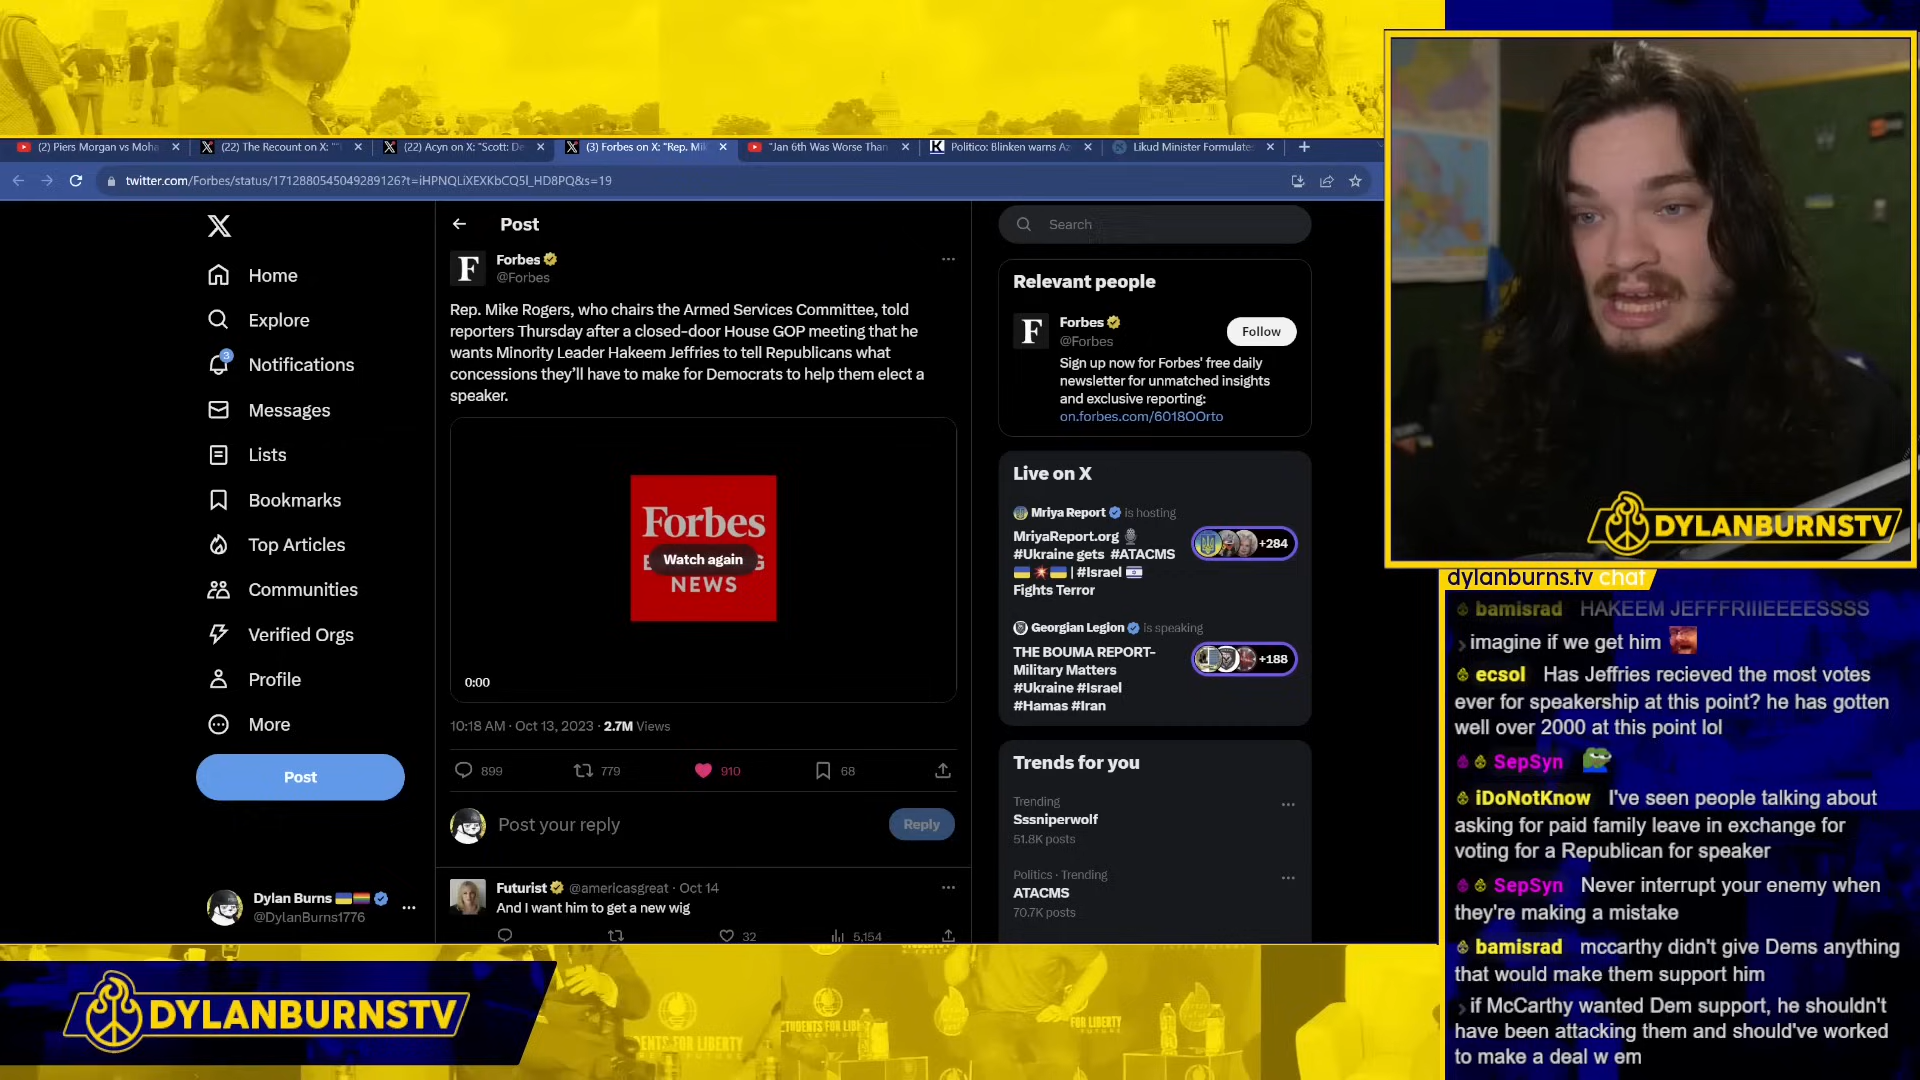 (2) Piers Morgan vs Moha
(22) The Recount on X: "
(22) Acyn on X: "Scott: De
(3) Forbes on X: "Rep. Mik
"Jan 6th Was Worse Than
Politico: Blinken warns Az
Likud Minister Formulate
twitter.com/Forbes/status/1712880545049289126?t=iHPNQLiXEXKbCQ5l_HD8PQ&s=19
Home
Explore
3
Notifications
Messages
Lists
Bookmarks
Top Articles
Communities
Verified Orgs
Profile
More
Post
Dylan Burns
@DylanBurns1776
Post
Forbes
@Forbes
Rep. Mike Rogers, who chairs the Armed Services Committee, told
reporters Thursday after a closed-door House GOP meeting that he
wants Minority Leader Hakeem Jeffries to tell Republicans what
concessions they'll have to make for Democrats to help them elect a
speaker.
Forbes
Watch again
NEWS
0:00
10:18 AM · Oct 13, 2023 · 2.7M Views
899 779 910 68
Post your reply
Reply
Futurist @americasgreat · Oct 14
And I want him to get a new wig
32 5,154
Search
Relevant people
Forbes
@Forbes
Follow
Sign up now for Forbes' free daily
newsletter for unmatched insights
and exclusive reporting:
on.forbes.com/6018OOrto
Live on X
Mriya Report is hosting
MriyaReport.org
#Ukraine gets #ATACMS
| #Israel
Fights Terror
+284
Georgian Legion is speaking
THE BOUMA REPORT-
Military Matters
#Ukraine #Israel
#Hamas #Iran
+188
Trends for you
Trending
Sssniperwolf
51.8K posts
Politics · Trending
ATACMS
70.7K posts
DYLANBURNSTV
dylanburns.tv chat
bamisrad HAKEEM JEFFFRIIIEEEESSSS
imagine if we get him
ecsol Has Jeffries recieved the most votes
ever for speakership at this point? he has gotten
well over 2000 at this point lol
SepSyn
iDoNotKnow I've seen people talking about
asking for paid family leave in exchange for
voting for a Republican for speaker
SepSyn Never interrupt your enemy when
they're making a mistake
bamisrad mccarthy didn't give Dems anything
that would make them support him
if McCarthy wanted Dem support, he shouldn't
have been attacking them and should've worked
to make a deal w em
DYLANBURNSTV
FOR LIBERTY